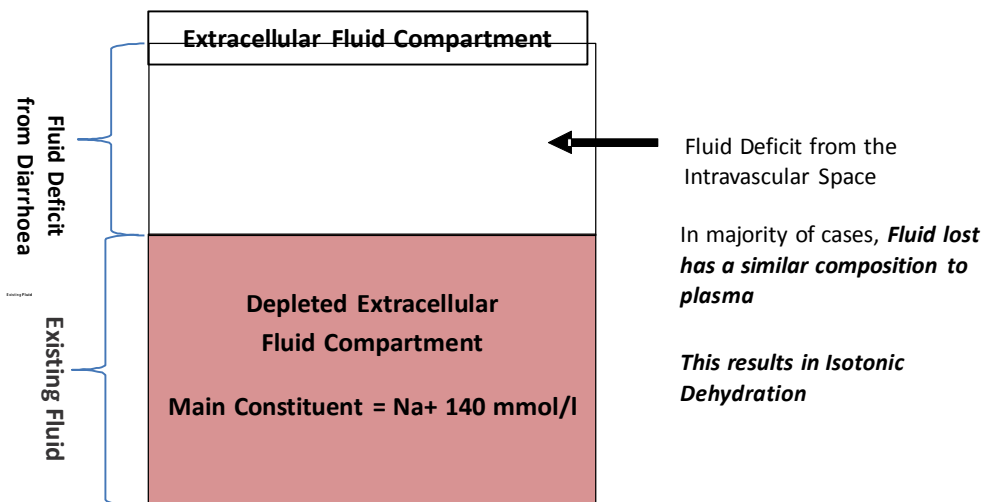 Extracellular Fluid Compartment
Fluid Deficit
from Diarrhoea
Fluid Deficit from the
Intravascular Space
In majority of cases, Fluid lost
has a similar composition to
plasma
This results in Isotonic
Dehydration
Existing Fluid
Existing Fluid
Depleted Extracellular
Fluid Compartment
Main Constituent = Na+ 140 mmol/l